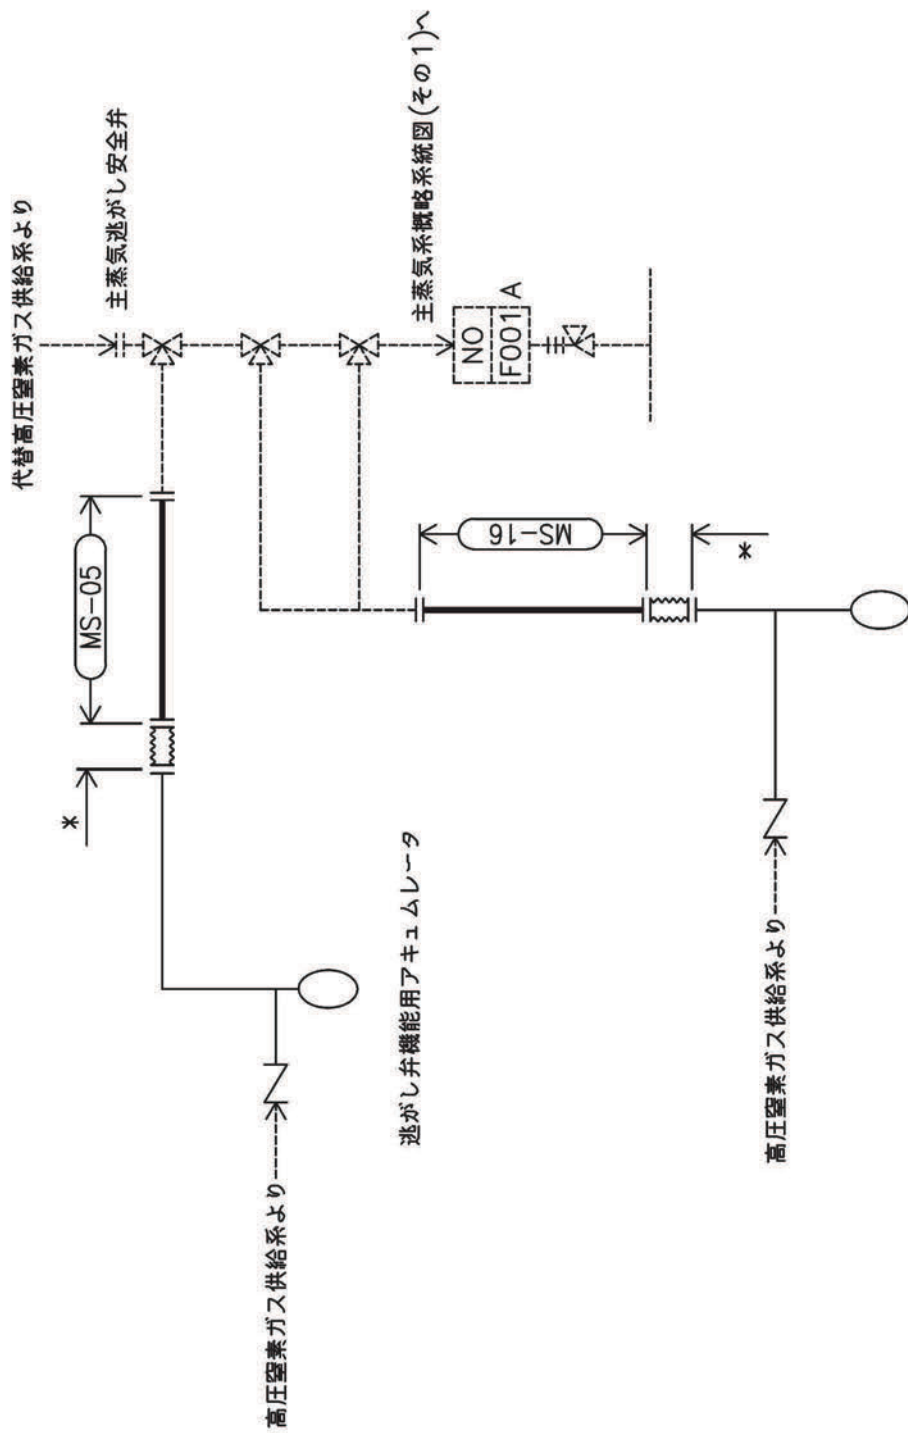 代替高圧窒素ガス供給系より
主蒸気逃がし安全弁
主蒸気系概略系統図(その1)へ
NO
F001
A
MS-05
*
MS-16
*
逃がし弁機能用アキュムレータ
高圧窒素ガス供給系より
高圧窒素ガス供給系より